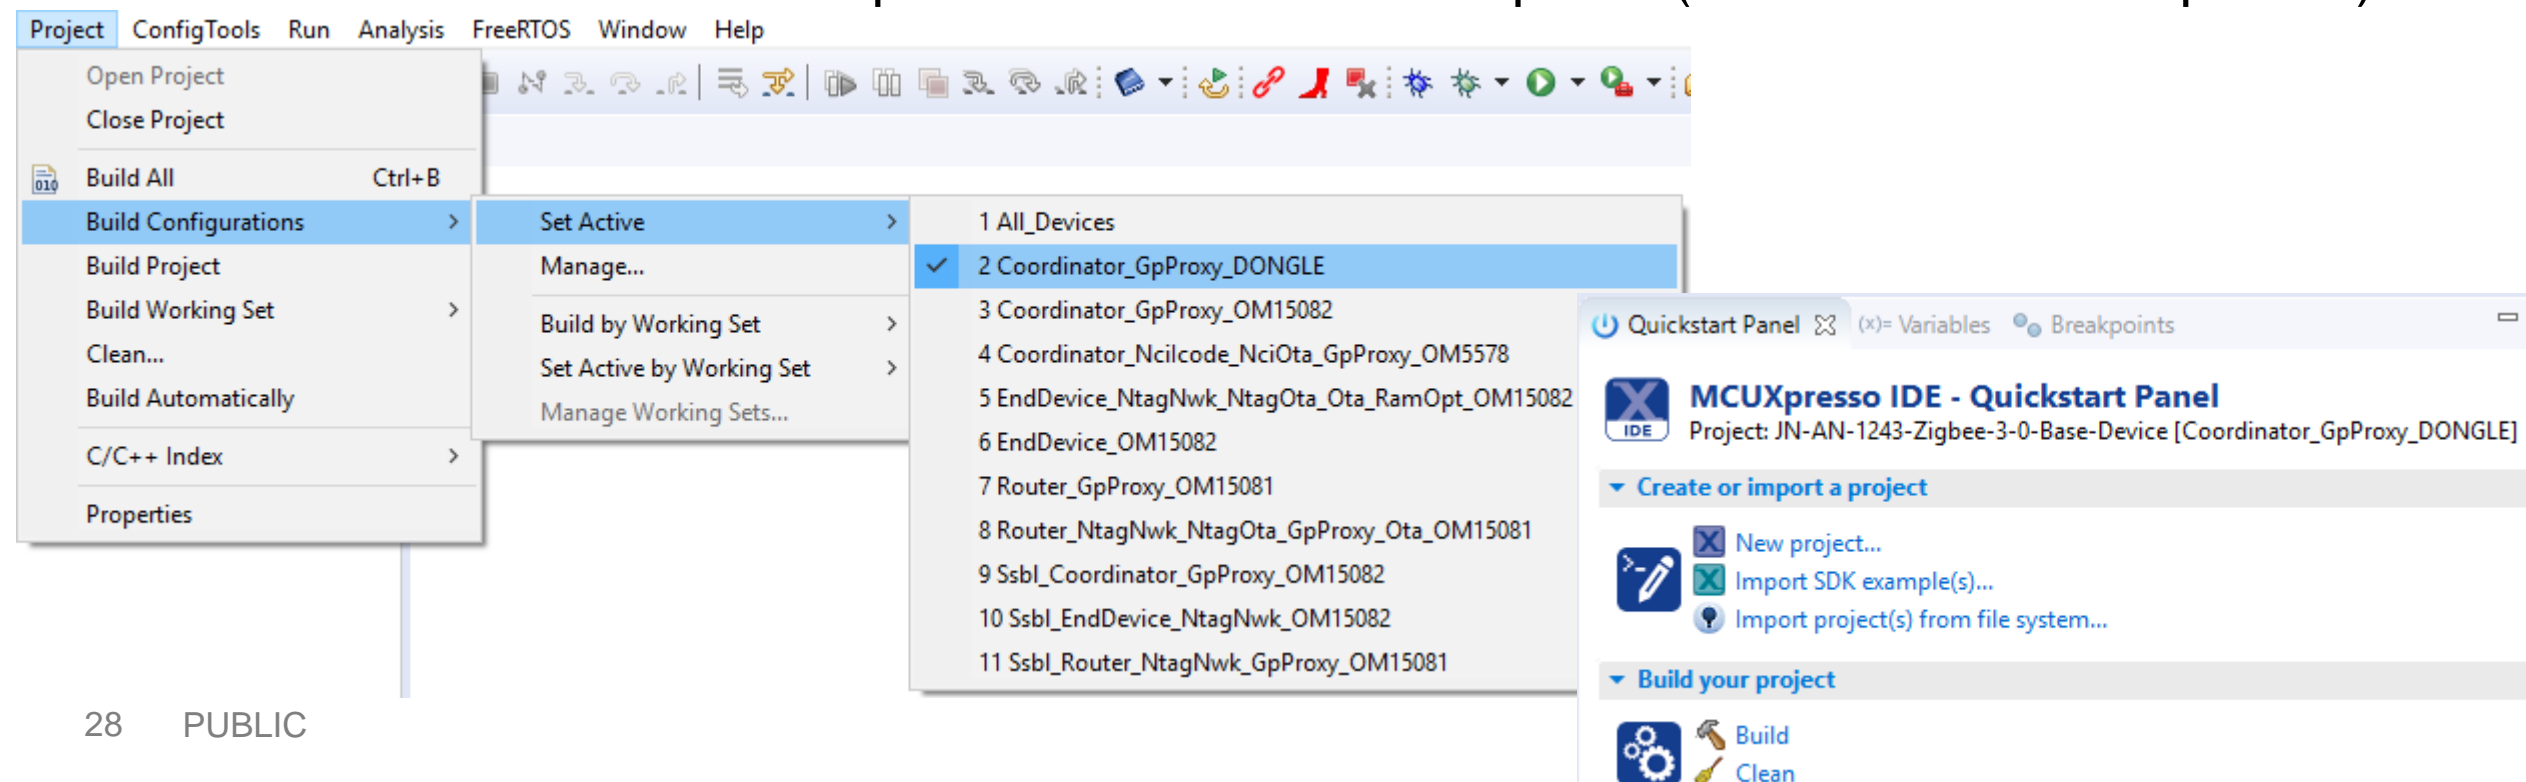 Project ConfigTools Run Analysis FreeRTOS Window Help
Open Project
Close Project
Build All Ctrl+B
Build Configurations
Build Project
Build Working Set
Clean...
Build Automatically
C/C++ Index
Properties
Set Active
Manage...
Build by Working Set
Set Active by Working Set
Manage Working Sets...
1 All_Devices
2 Coordinator_GpProxy_DONGLE
3 Coordinator_GpProxy_OM15082
4 Coordinator_NciIcode_NciOta_GpProxy_OM5578
5 EndDevice_NtagNwk_NtagOta_Ota_RamOpt_OM15082
6 EndDevice_OM15082
7 Router_GpProxy_OM15081
8 Router_NtagNwk_NtagOta_GpProxy_Ota_OM15081
9 Ssbl_Coordinator_GpProxy_OM15082
10 Ssbl_EndDevice_NtagNwk_OM15082
11 Ssbl_Router_NtagNwk_GpProxy_OM15081
Quickstart Panel (x)= Variables Breakpoints
IDE
MCUXpresso IDE - Quickstart Panel
Project: JN-AN-1243-Zigbee-3-0-Base-Device [Coordinator_GpProxy_DONGLE]
Create or import a project
New project...
Import SDK example(s)...
Import project(s) from file system...
Build your project
Build
Clean
28 PUBLIC